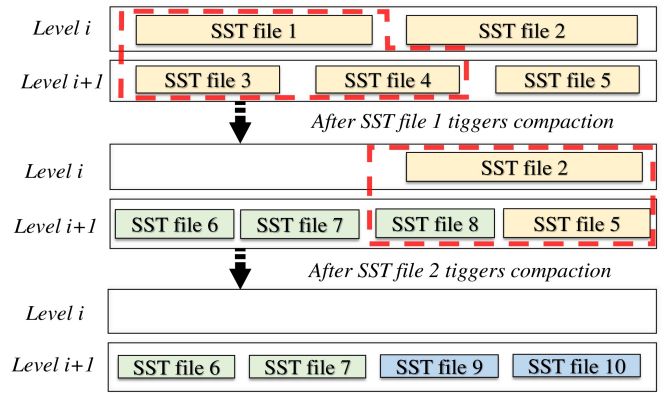 Level i SST file 1 SST file 2
Level i+1 SST file 3 SST file 4 SST file 5
After SST file 1 tiggers compaction
Level i SST file 2
Level i+1 SST file 6 SST file 7 SST file 8 SST file 5
After SST file 2 tiggers compaction
Level i
Level i+1 SST file 6 SST file 7 SST file 9 SST file 10